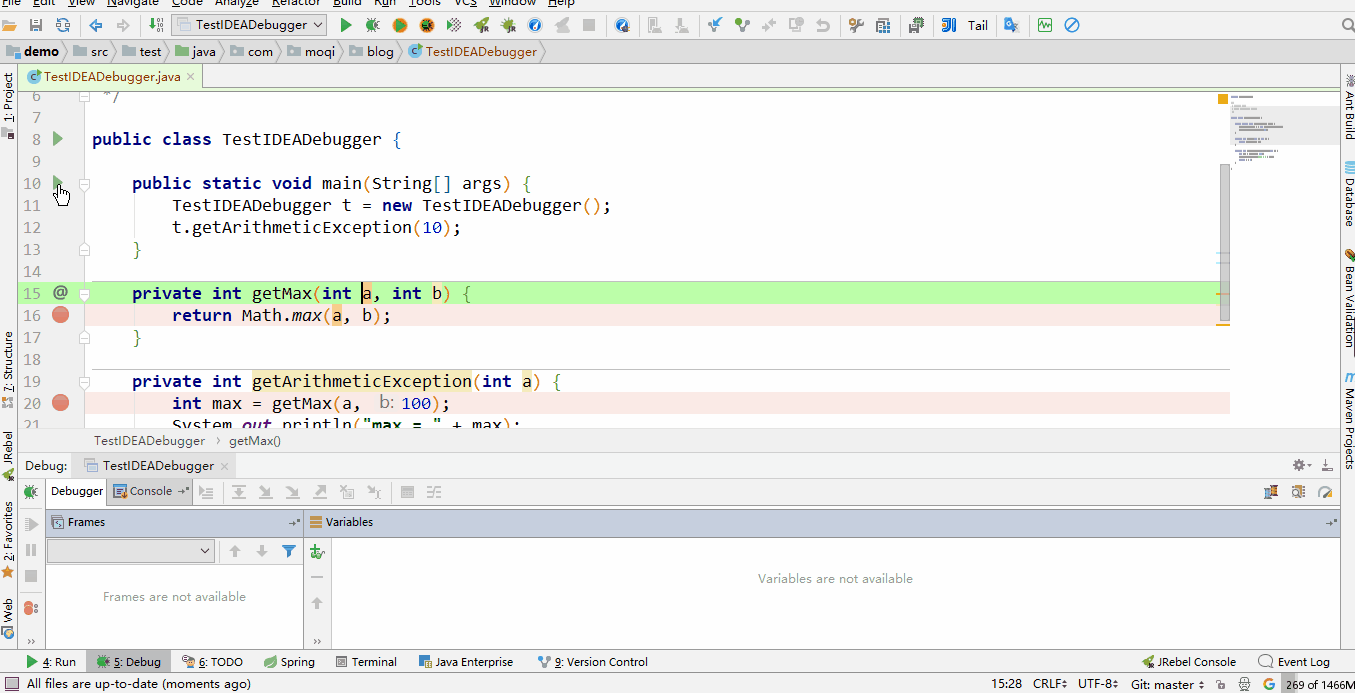 File Edit View Navigate Code Analyze Refactor Build Run Tools VCS Window Help
TestIDEADebugger
Tail
demo src test java com moqi blog TestIDEADebugger
TestIDEADebugger.java
6 */
7
8 public class TestIDEADebugger {
9
10 public static void main(String[] args) {
11 TestIDEADebugger t = new TestIDEADebugger();
12 t.getArithmeticException(10);
13 }
14
15 @ private int getMax(int a, int b) {
16 return Math.max(a, b);
17 }
18
19 private int getArithmeticException(int a) {
20 int max = getMax(a, b: 100);
21 System.out.println("max = " + max);
TestIDEADebugger › getMax()
1: Project
7: Structure
JRebel
2: Favorites
Web
Ant Build
Database
Bean Validation
Maven Projects
Debug: TestIDEADebugger
Debugger Console
Frames
Variables
Frames are not available
Variables are not available
4: Run 5: Debug 6: TODO Spring Terminal Java Enterprise 9: Version Control JRebel Console Event Log
All files are up-to-date (moments ago) 15:28 CRLF UTF-8 Git: master 269 of 1466M